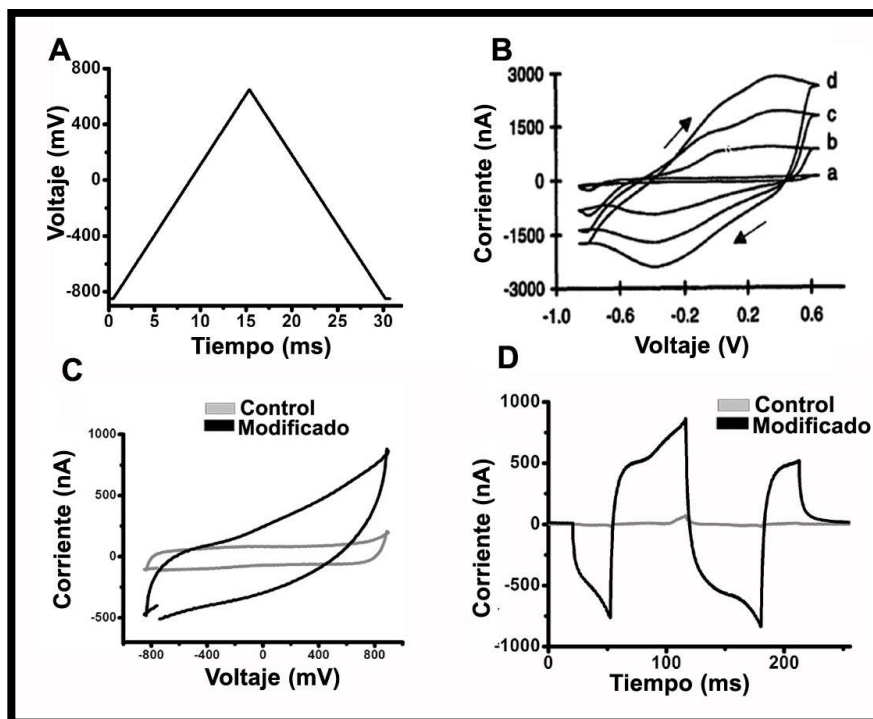 A
Voltaje (mV)
800
400
0
-400
-800
0 5 10 15 20 25 30
Tiempo (ms)
B
Corriente (nA)
3000
1500
0
-1500
-3000
d
c
b
a
-1.0 -0.6 -0.2 0.2 0.6
Voltaje (V)
C
Control
Modificado
Corriente (nA)
1000
500
0
-500
-800 -400 0 400 800
Voltaje (mV)
D
Control
Modificado
Corriente (nA)
1000
500
0
-500
-1000
0 100 200
Tiempo (ms)